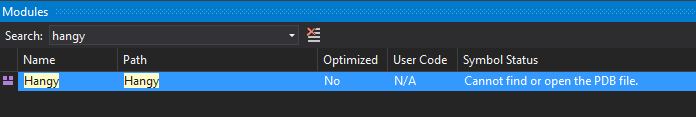 Modules
Search: hangy
Name Path Optimized User Code Symbol Status
Hangy Hangy No N/A Cannot find or open the PDB file.